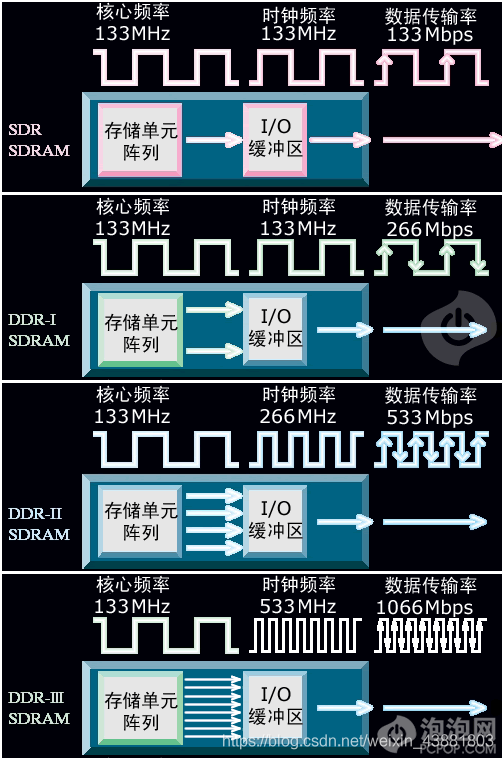 核心频率 时钟频率 数据传输率
133MHz 133MHz 133Mbps
SDR
SDRAM
存储单元
阵列
I/O
缓冲区
核心频率 时钟频率 数据传输率
133MHz 133MHz 266Mbps
DDR-I
SDRAM
存储单元
阵列
I/O
缓冲区
核心频率 时钟频率 数据传输率
133MHz 266MHz 533Mbps
DDR-II
SDRAM
存储单元
阵列
I/O
缓冲区
核心频率 时钟频率 数据传输率
133MHz 533MHz 1066Mbps
DDR-III
SDRAM
存储单元
阵列
I/O
缓冲区
泡泡网
PCPOP.COM
https://blog.csdn.net/weixin_43881803